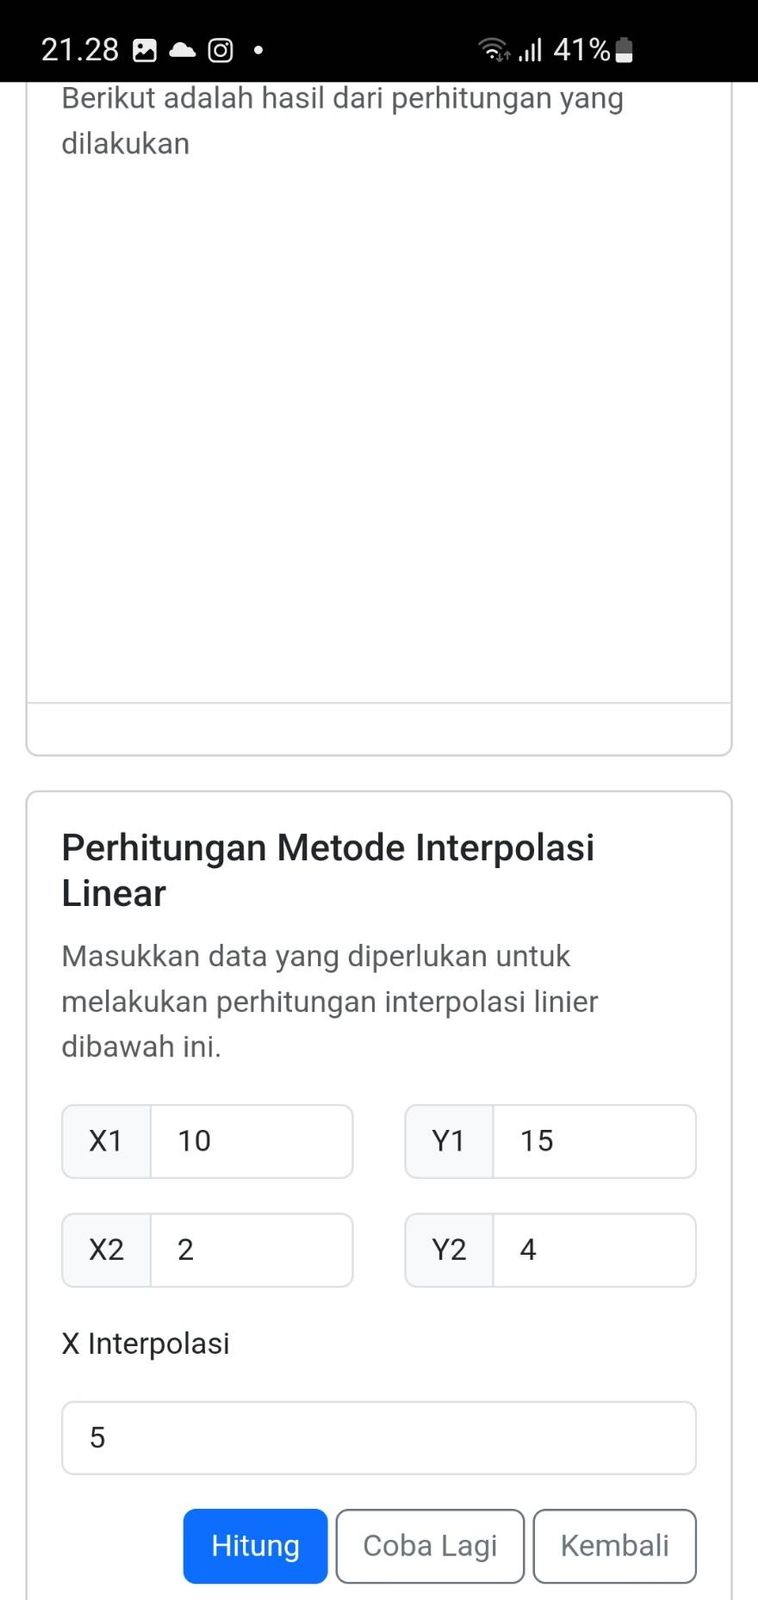 21.28
41%
Berikut adalah hasil dari perhitungan yang
dilakukan
Perhitungan Metode Interpolasi
Linear
Masukkan data yang diperlukan untuk
melakukan perhitungan interpolasi linier
dibawah ini.
X1 10 Y1 15
X2 2 Y2 4
X Interpolasi
5
Hitung Coba Lagi Kembali